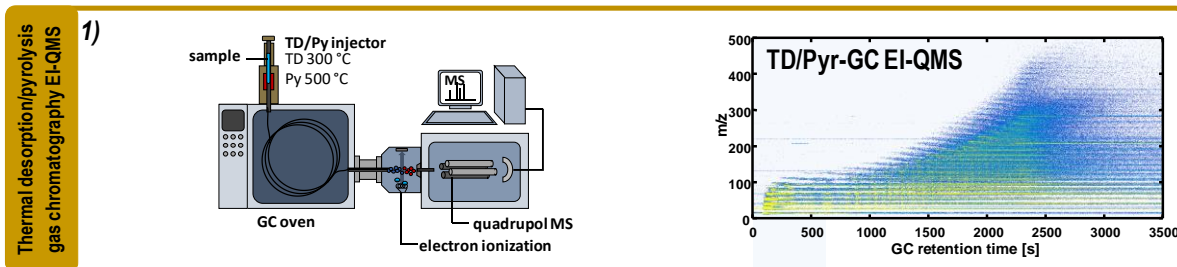 Thermal desorption/pyrolysis
gas chromatography EI-QMS
1)
sample
TD/Py injector
TD 300 °C
Py 500 °C
MS
GC oven
quadrupol MS
electron ionization
TD/Pyr-GC EI-QMS
m/z
500
400
300
200
100
0
0 500 1000 1500 2000 2500 3000 3500
GC retention time [s]